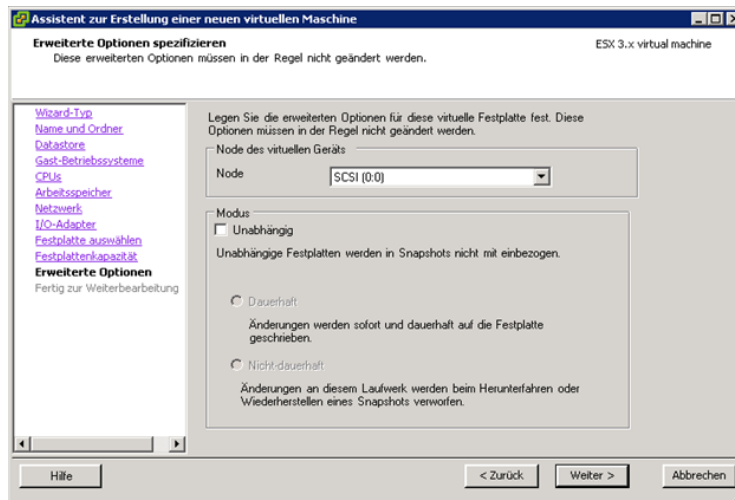 Assistent zur Erstellung einer neuen virtuellen Maschine
Erweiterte Optionen spezifizieren
Diese erweiterten Optionen müssen in der Regel nicht geändert werden.
ESX 3.x virtual machine
Wizard-Typ
Name und Ordner
Datastore
Gast-Betriebssysteme
CPUs
Arbeitsspeicher
Netzwerk
I/O-Adapter
Festplatte auswählen
Festplattenkapazität
Erweiterte Optionen
Fertig zur Weiterbearbeitung
Legen Sie die erweiterten Optionen für diese virtuelle Festplatte fest. Diese
Optionen müssen in der Regel nicht geändert werden.
Node des virtuellen Geräts
Node
SCSI (0:0)
Modus
Unabhängig
Unabhängige Festplatten werden in Snapshots nicht mit einbezogen.
Dauerhaft
Änderungen werden sofort und dauerhaft auf die Festplatte
geschrieben.
Nicht-dauerhaft
Änderungen an diesem Laufwerk werden beim Herunterfahren oder
Wiederherstellen eines Snapshots verworfen.
Hilfe
< Zurück
Weiter >
Abbrechen